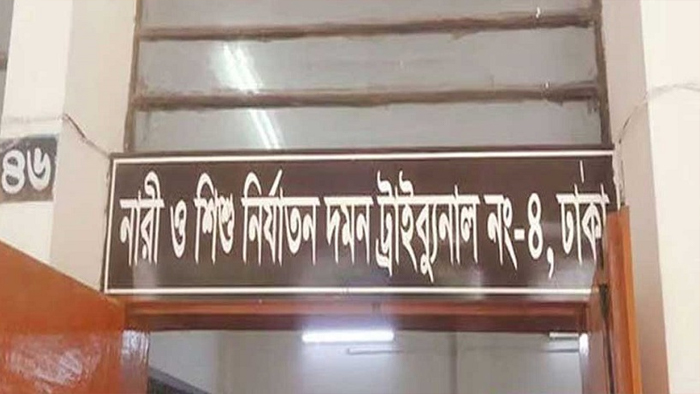 ৪৬
নারী ও শিশু নির্যাতন দমন ট্রাইব্যুনাল নং-৪, ঢাকা